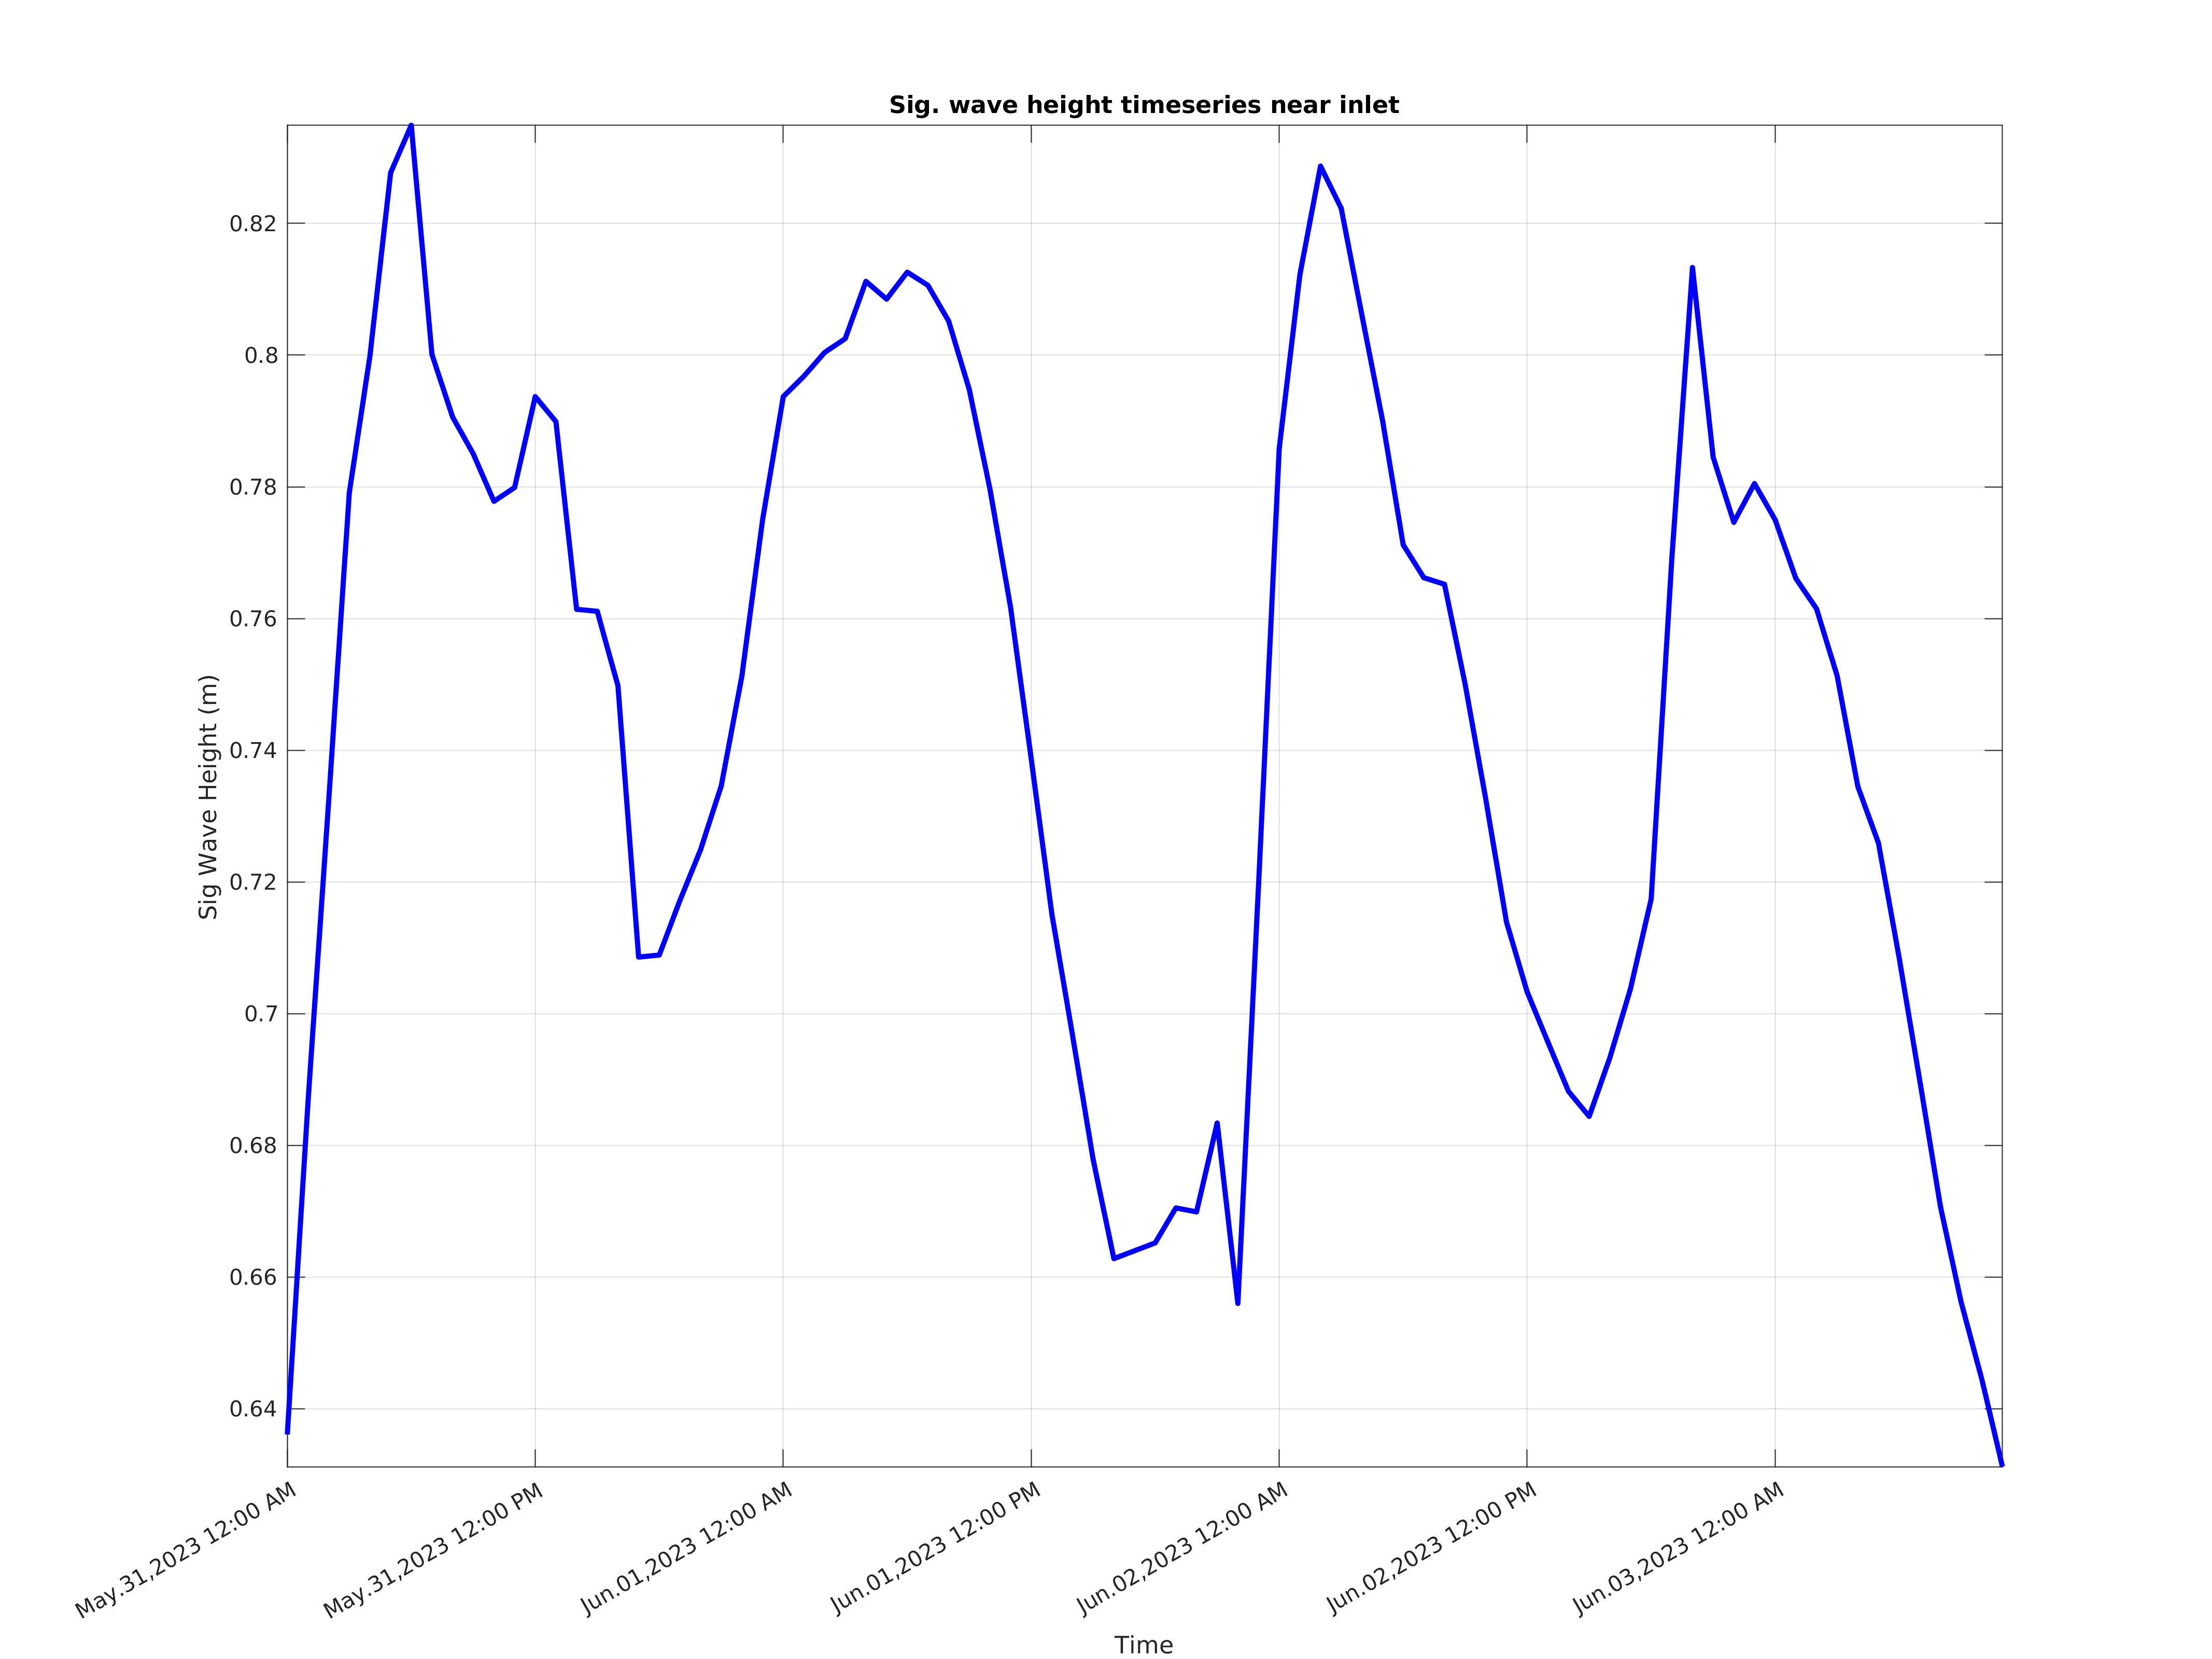 Sig. wave height timeseries near inlet
Sig Wave Height (m)
0.82
0.8
0.78
0.76
0.74
0.72
0.7
0.68
0.66
0.64
May.31,2023 12:00 AM
May.31,2023 12:00 PM
Jun.01,2023 12:00 AM
Jun.01,2023 12:00 PM
Jun.02,2023 12:00 AM
Jun.02,2023 12:00 PM
Jun.03,2023 12:00 AM
Time